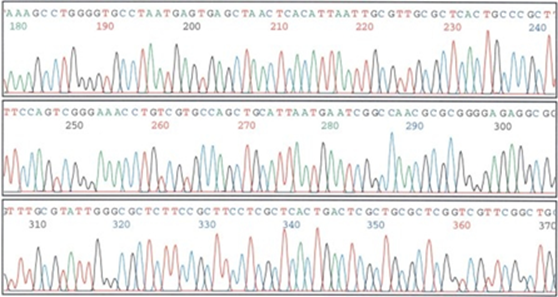 AAAGCCTGGGGTGCCTAATGAGTGAGCTAACTCACATTAATTGCGTTGCGCTCACTGCCCGCT
180 190 200 210 220 230 240
TTCCAGTCGGGAAACCTGTCGTGCCAGCTGCATTAATGAATCGGCCAACGCGCGGGGAGAGGCGG
250 260 270 280 290 300
TTTGCGTATTGGGCGCTCTTCCGCTTCCTCGCTCACTGACTCGCTGCGCTCGGTCGTTCGGCTG
310 320 330 340 350 360 370